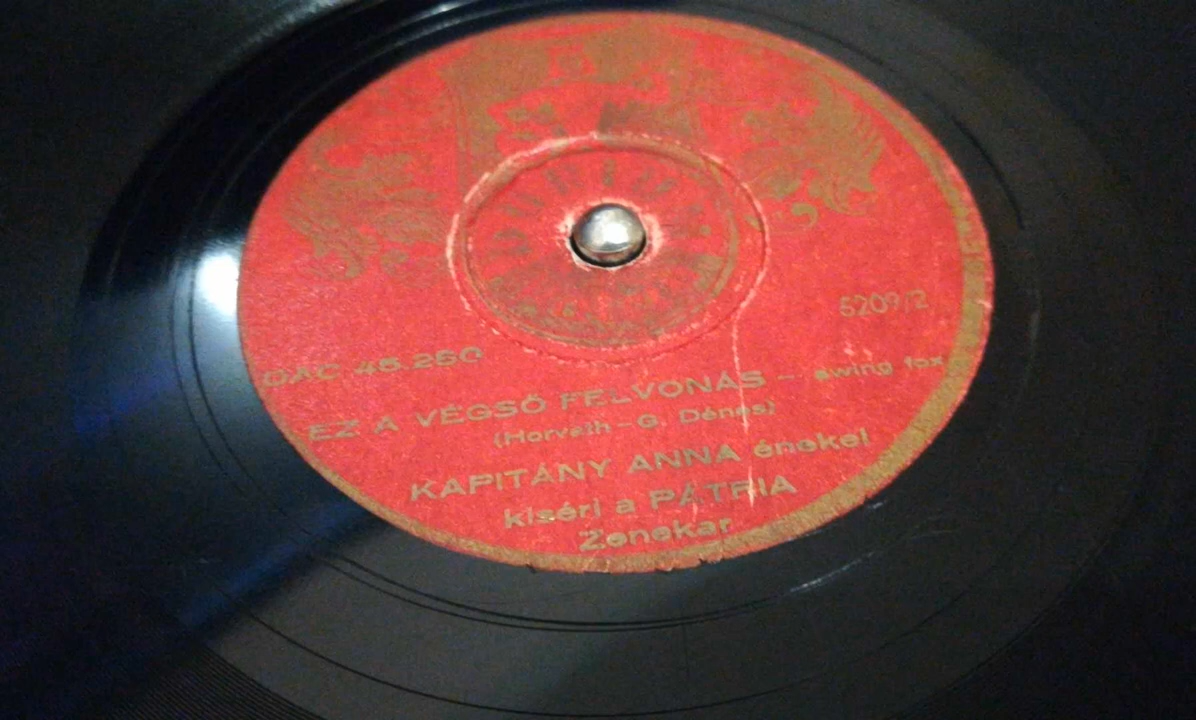 5209/2
OAC 45.250
EZ A VÉGSŐ FELVONÁS - swing fox
(Horváth - G. Dénes)
KAPITÁNY ANNA énekel
kíséri a PÁTRIA
Zenekar